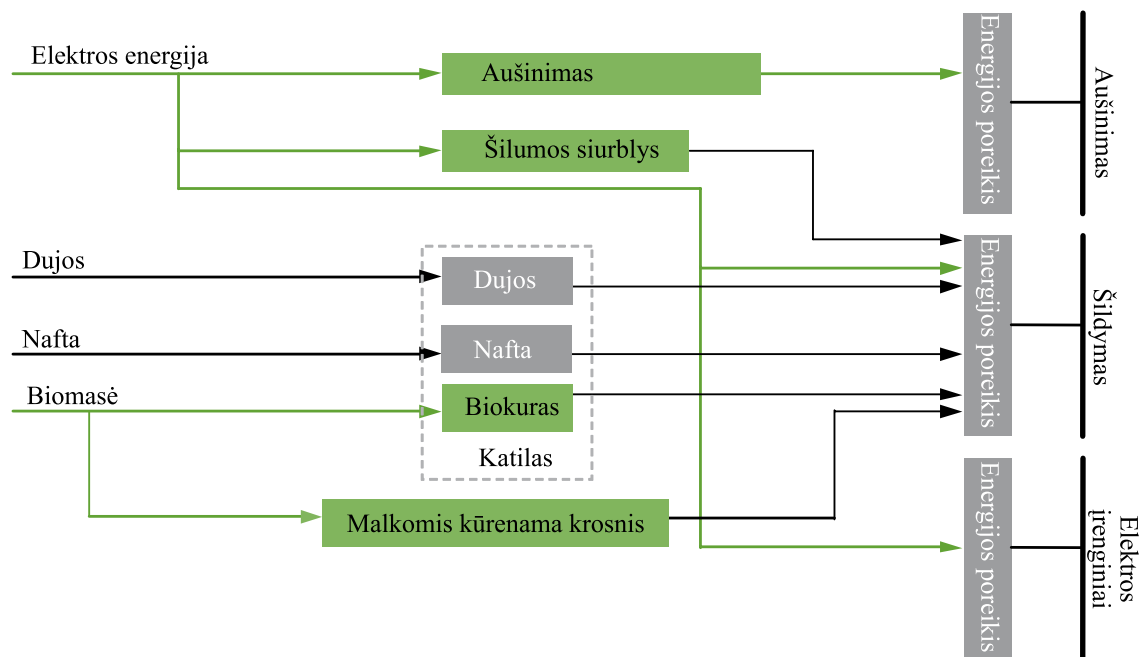 Elektros energija
Aušinimas
Energijos poreikis
Aušinimas
Šilumos siurblys
Dujos
Dujos
Nafta
Nafta
Biomasė
Biokuras
Katilas
Energijos poreikis
Šildymas
Malkomis kūrenama krosnis
Energijos poreikis
Elektros
įrenginiai